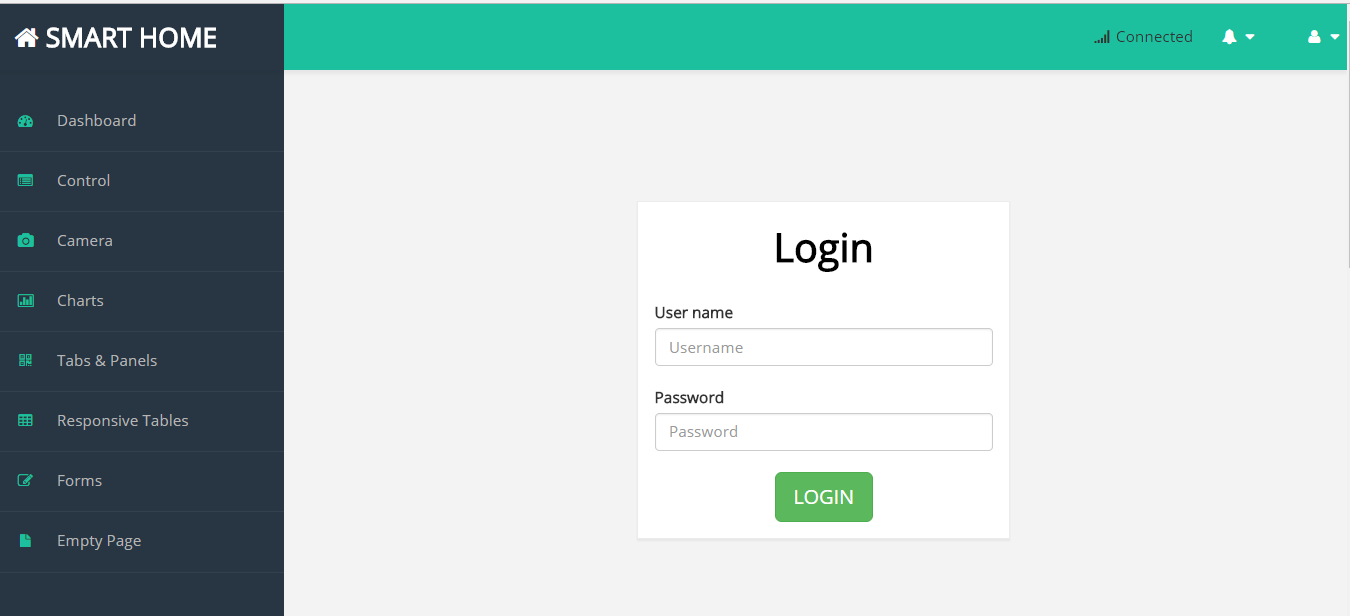 SMART HOME
Connected
Dashboard
Control
Camera
Charts
Tabs & Panels
Responsive Tables
Forms
Empty Page
Login
User name
Username
Password
Password
LOGIN